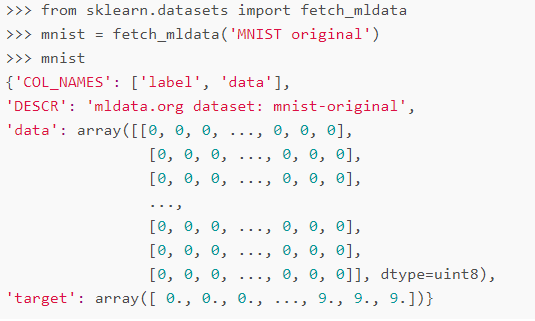 >>> from sklearn.datasets import fetch_mldata
>>> mnist = fetch_mldata('MNIST original')
>>> mnist
{'COL_NAMES': ['label', 'data'],
'DESCR': 'mldata.org dataset: mnist-original',
'data': array([[0, 0, 0, ..., 0, 0, 0],
[0, 0, 0, ..., 0, 0, 0],
[0, 0, 0, ..., 0, 0, 0],
...,
[0, 0, 0, ..., 0, 0, 0],
[0, 0, 0, ..., 0, 0, 0],
[0, 0, 0, ..., 0, 0, 0]], dtype=uint8),
'target': array([ 0., 0., 0., ..., 9., 9., 9.])}